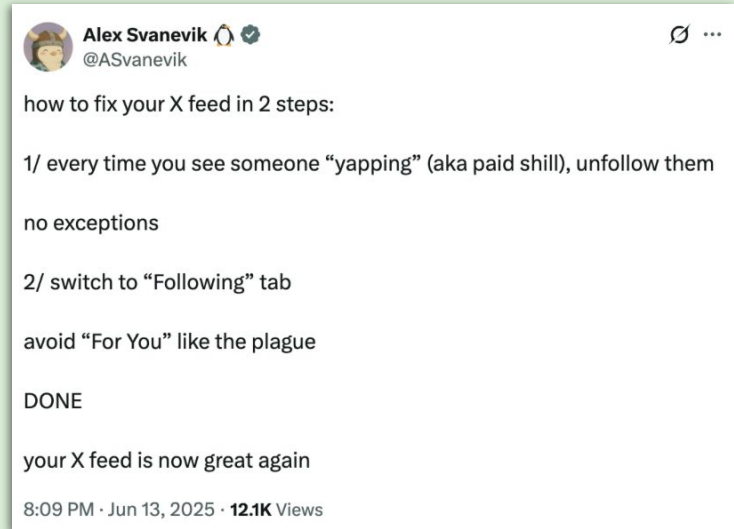 Alex Svanevik 🐧
@ASvanevik
how to fix your X feed in 2 steps:
1/ every time you see someone “yapping” (aka paid shill), unfollow them
no exceptions
2/ switch to “Following” tab
avoid “For You” like the plague
DONE
your X feed is now great again
8:09 PM · Jun 13, 2025 · 12.1K Views